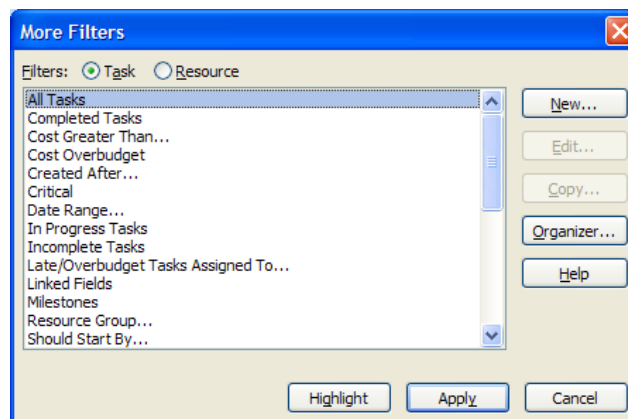 More Filters
Filters: Task Resource
All Tasks
Completed Tasks
Cost Greater Than...
Cost Overbudget
Created After...
Critical
Date Range...
In Progress Tasks
Incomplete Tasks
Late/Overbudget Tasks Assigned To...
Linked Fields
Milestones
Resource Group...
Should Start By...
New...
Edit...
Copy...
Organizer...
Help
Highlight Apply Cancel